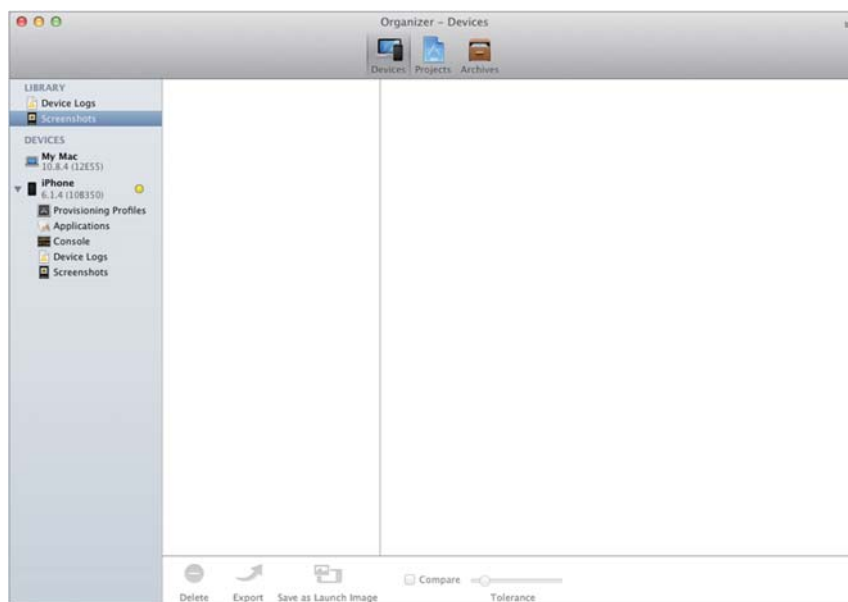 Organizer – Devices
Devices Projects Archives
LIBRARY
Device Logs
Screenshots
DEVICES
My Mac
10.8.4 (12E55)
iPhone
6.1.4 (10B350)
Provisioning Profiles
Applications
Console
Device Logs
Screenshots
Compare
Delete Export Save as Launch Image Tolerance